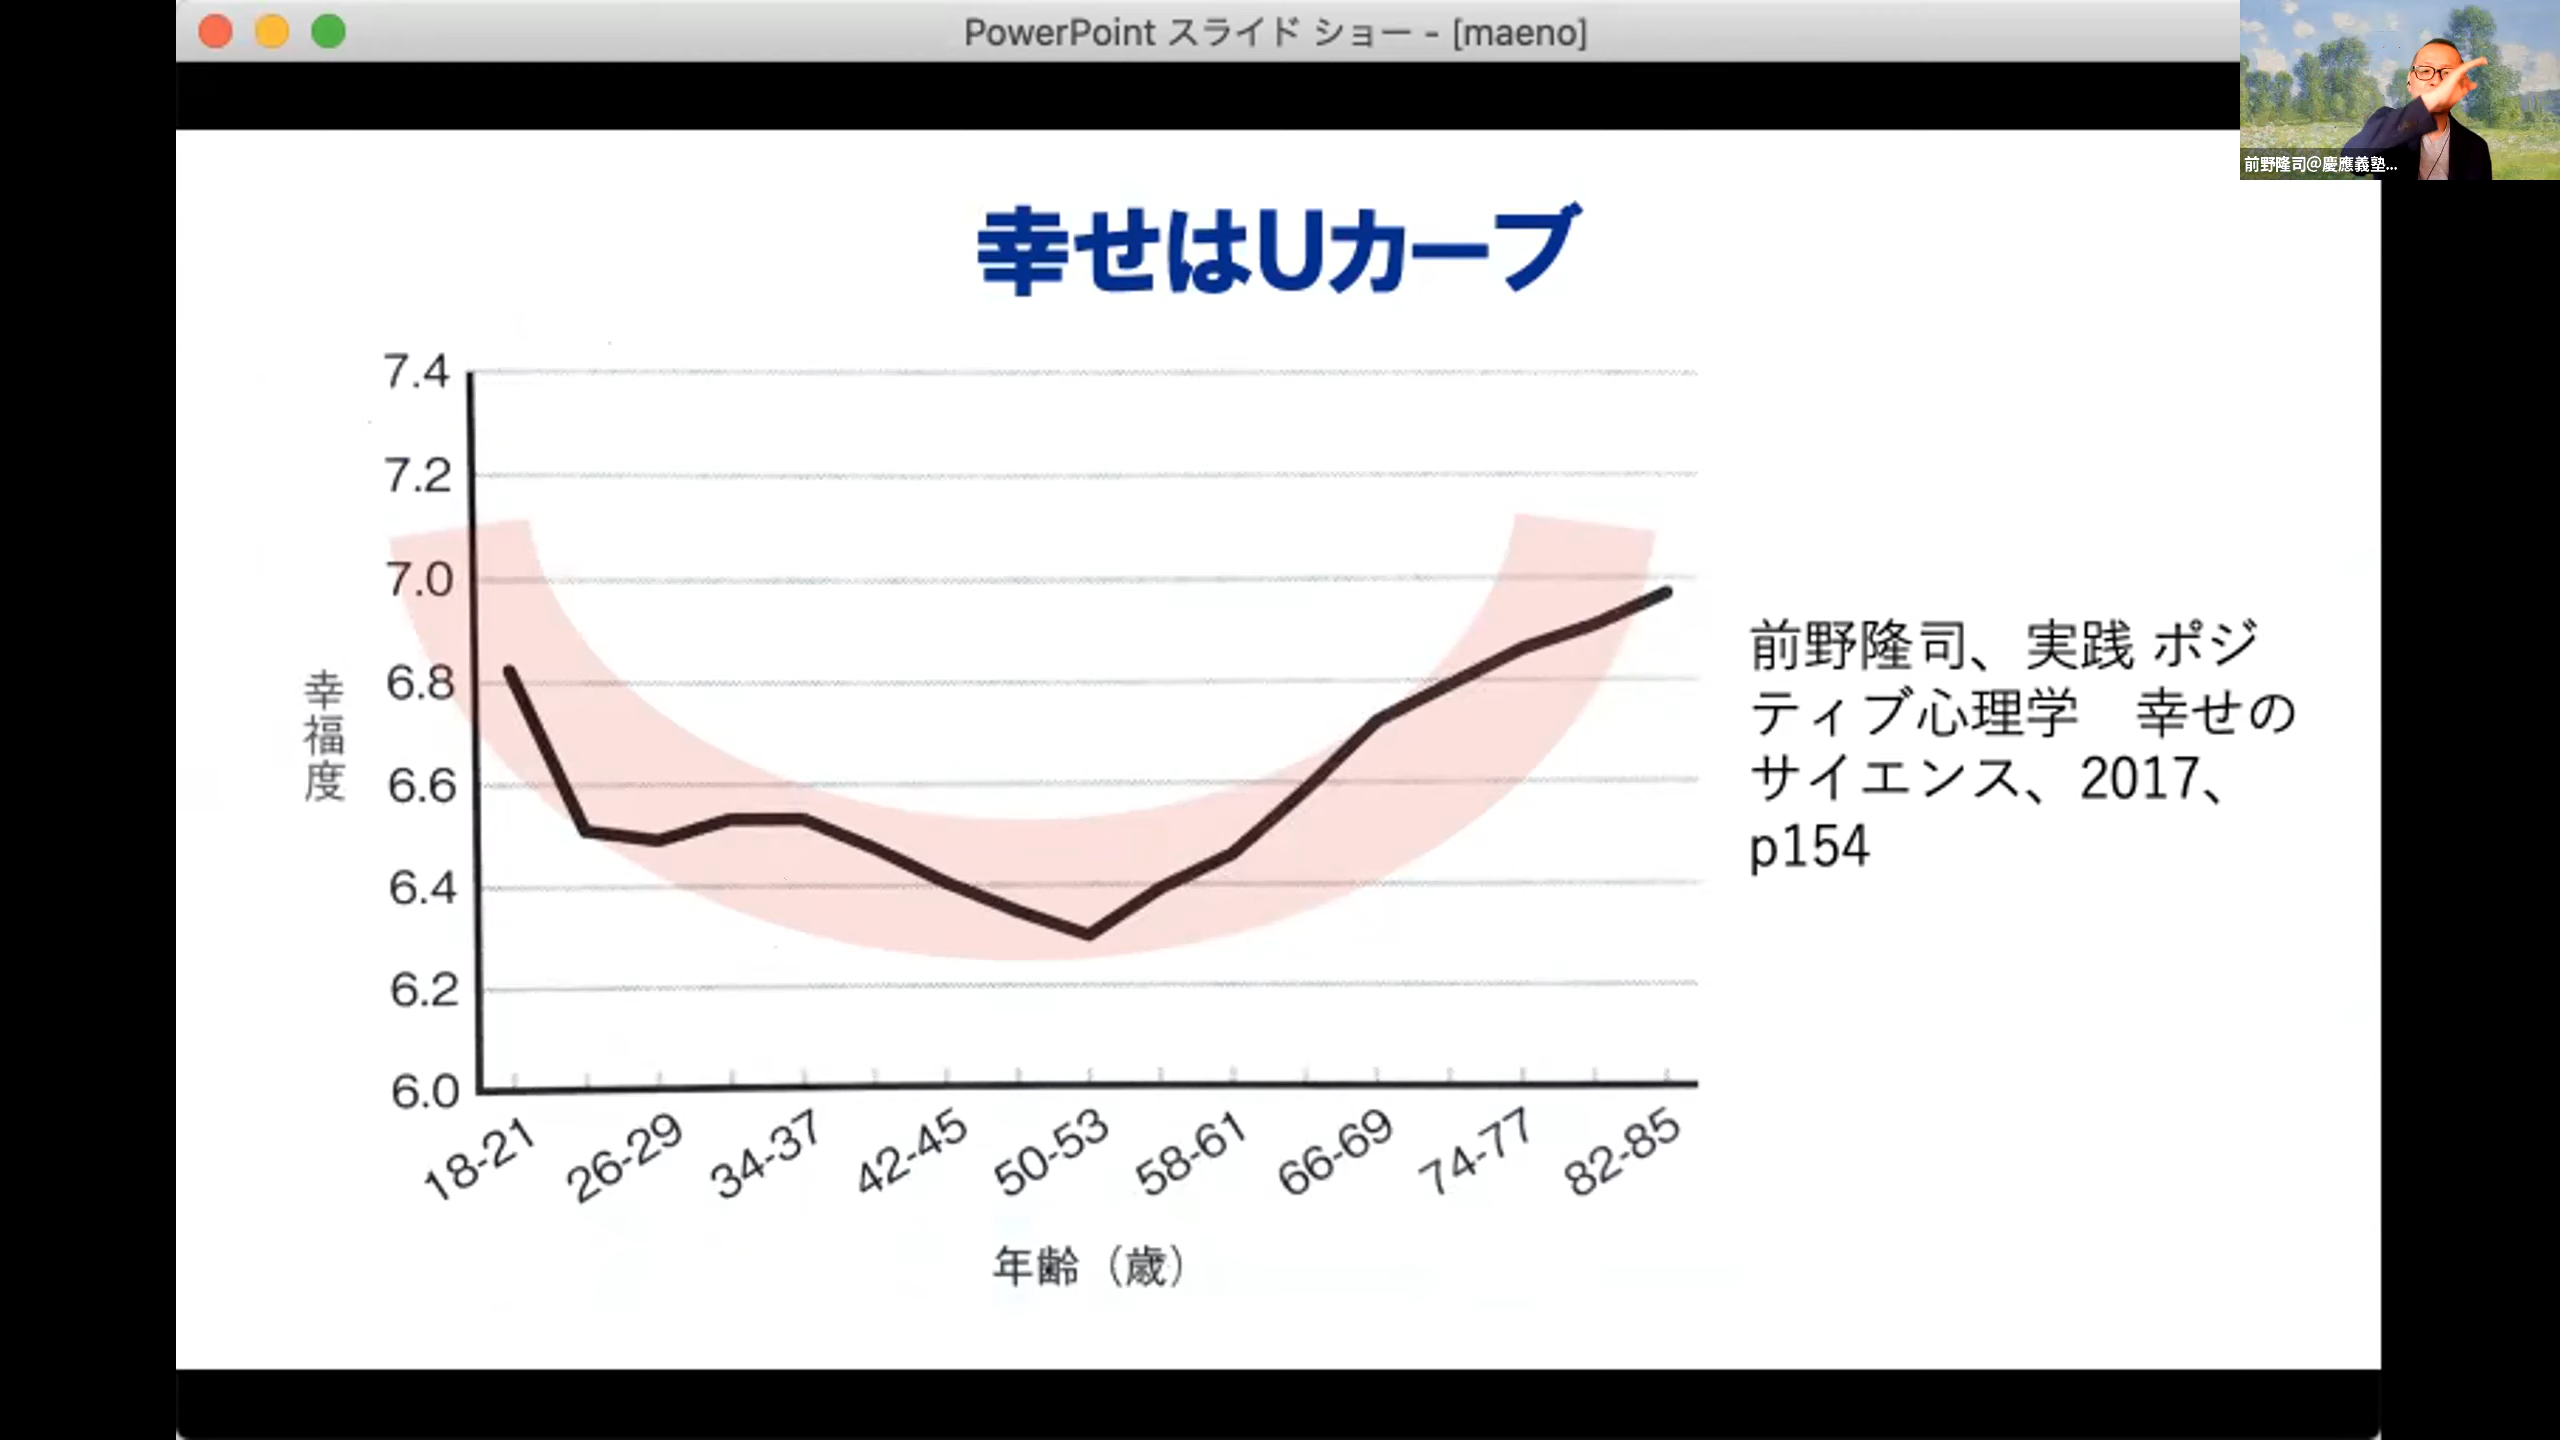 PowerPoint スライド ショー - [maeno]
前野隆司@慶應義塾...
幸せはUカーブ
7.4
7.2
7.0
6.8
6.6
6.4
6.2
6.0
幸福度
18-21
26-29
34-37
42-45
50-53
58-61
66-69
74-77
82-85
年齢（歳）
前野隆司、実践 ポジ
ティブ心理学　幸せの
サイエンス、2017、
p154